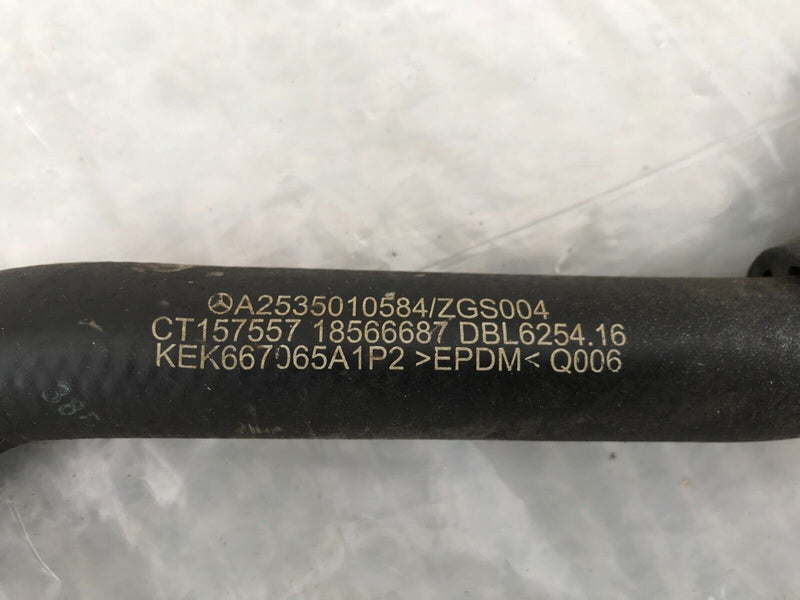 A2535010584/ZGS004
CT157557 18566687 DBL6254.16
KEK667065A1P2 >EPDM< Q006